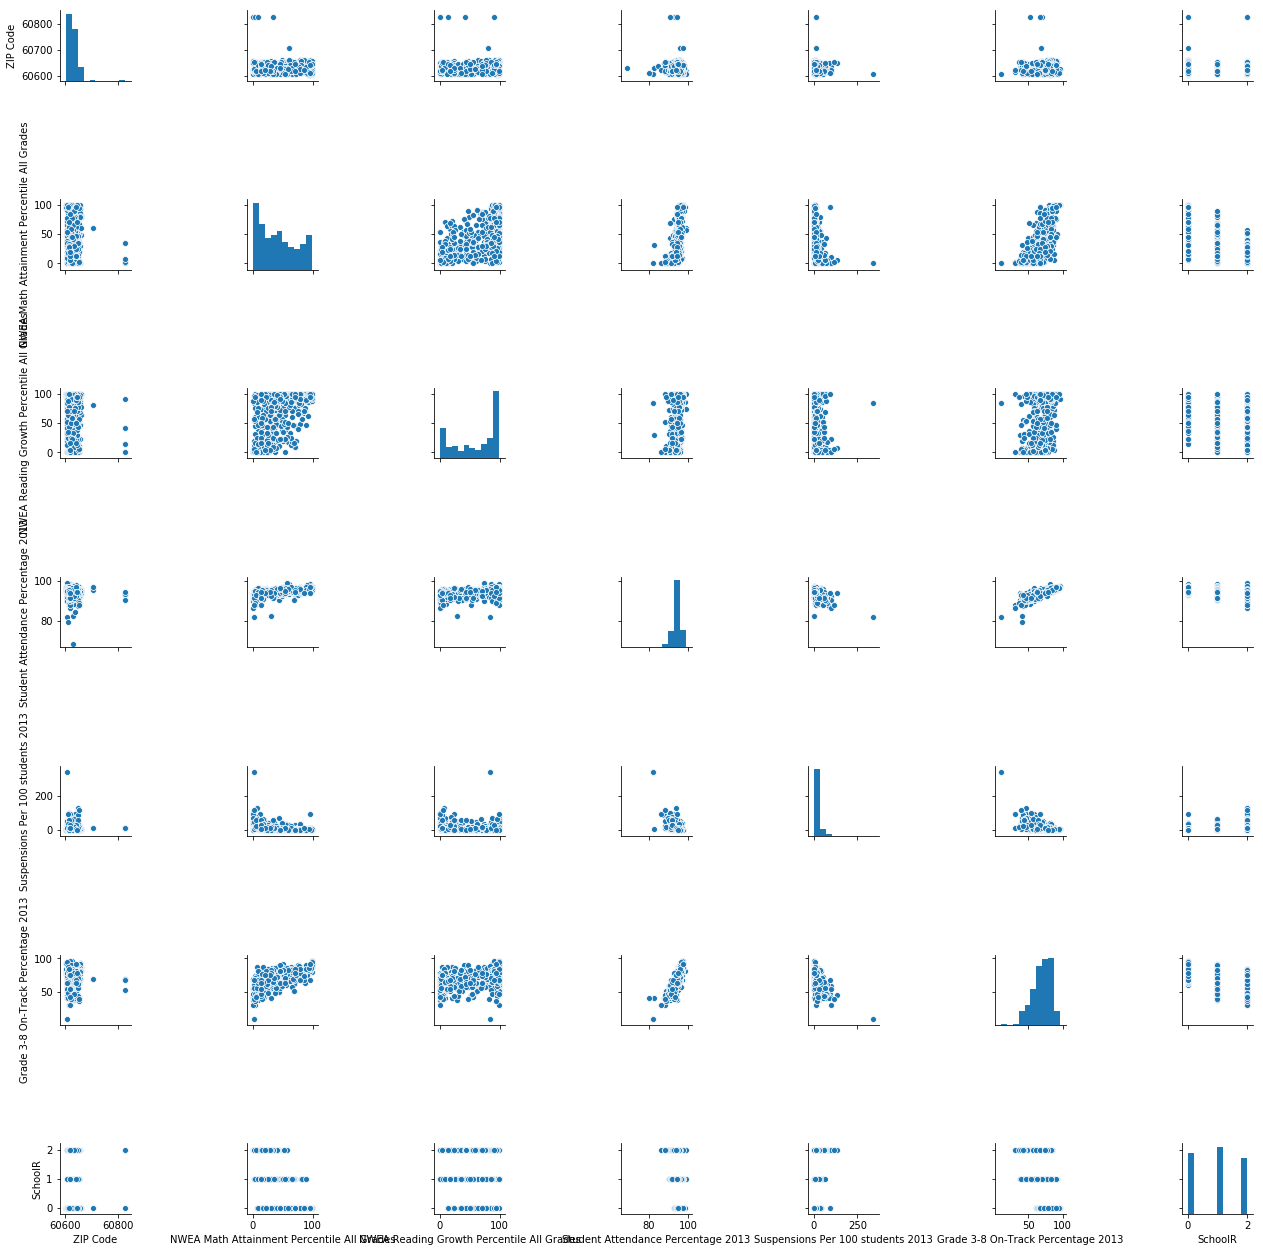 ZIP Code
60800
60700
60600
NWEA Math Attainment Percentile All Grades
100
50
0
NWEA Reading Growth Percentile All Grades
100
50
0
Student Attendance Percentage 2013
100
80
Suspensions Per 100 students 2013
200
0
Grade 3-8 On-Track Percentage 2013
100
50
SchoolR
2
1
0
60600 60800 0 100 0 100 80 100 0 250 50 100 0 2
ZIP Code NWEA Math Attainment Percentile All Grades NWEA Reading Growth Percentile All Grades Student Attendance Percentage 2013 Suspensions Per 100 students 2013 Grade 3-8 On-Track Percentage 2013 SchoolR